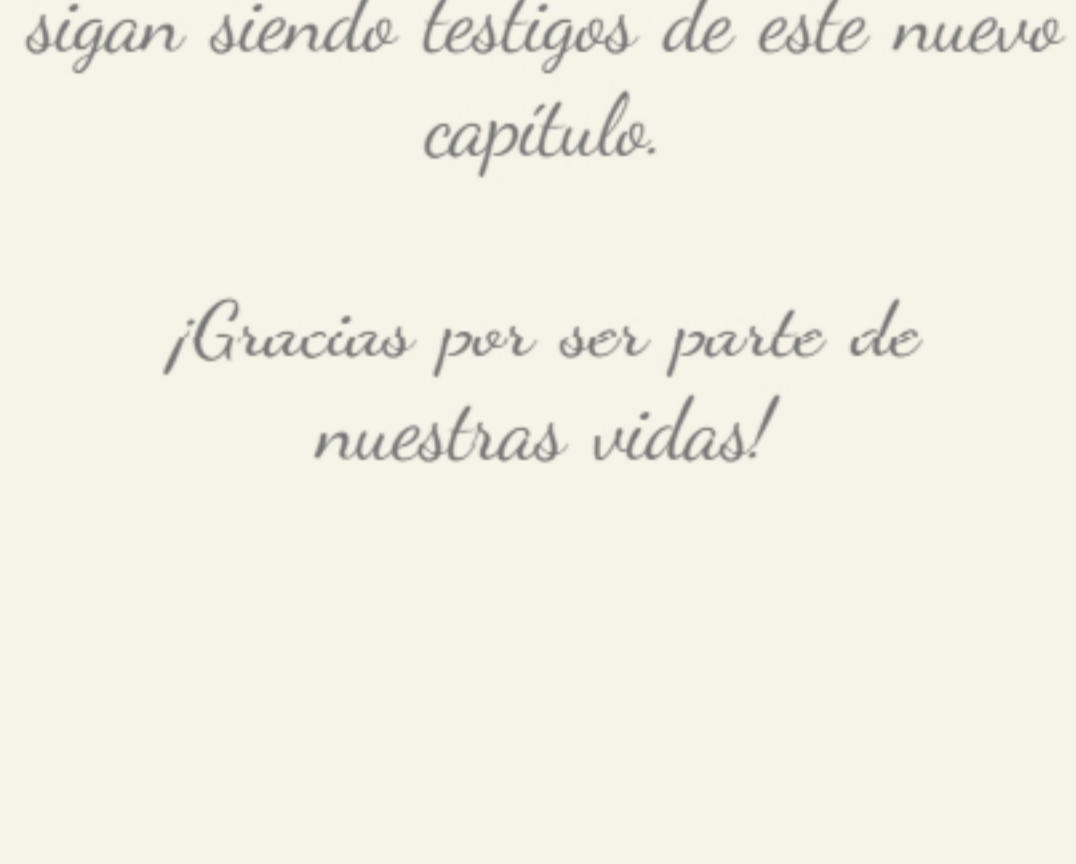 sigan siendo testigos de este nuevo
capítulo.
¡Gracias por ser parte de
nuestras vidas!